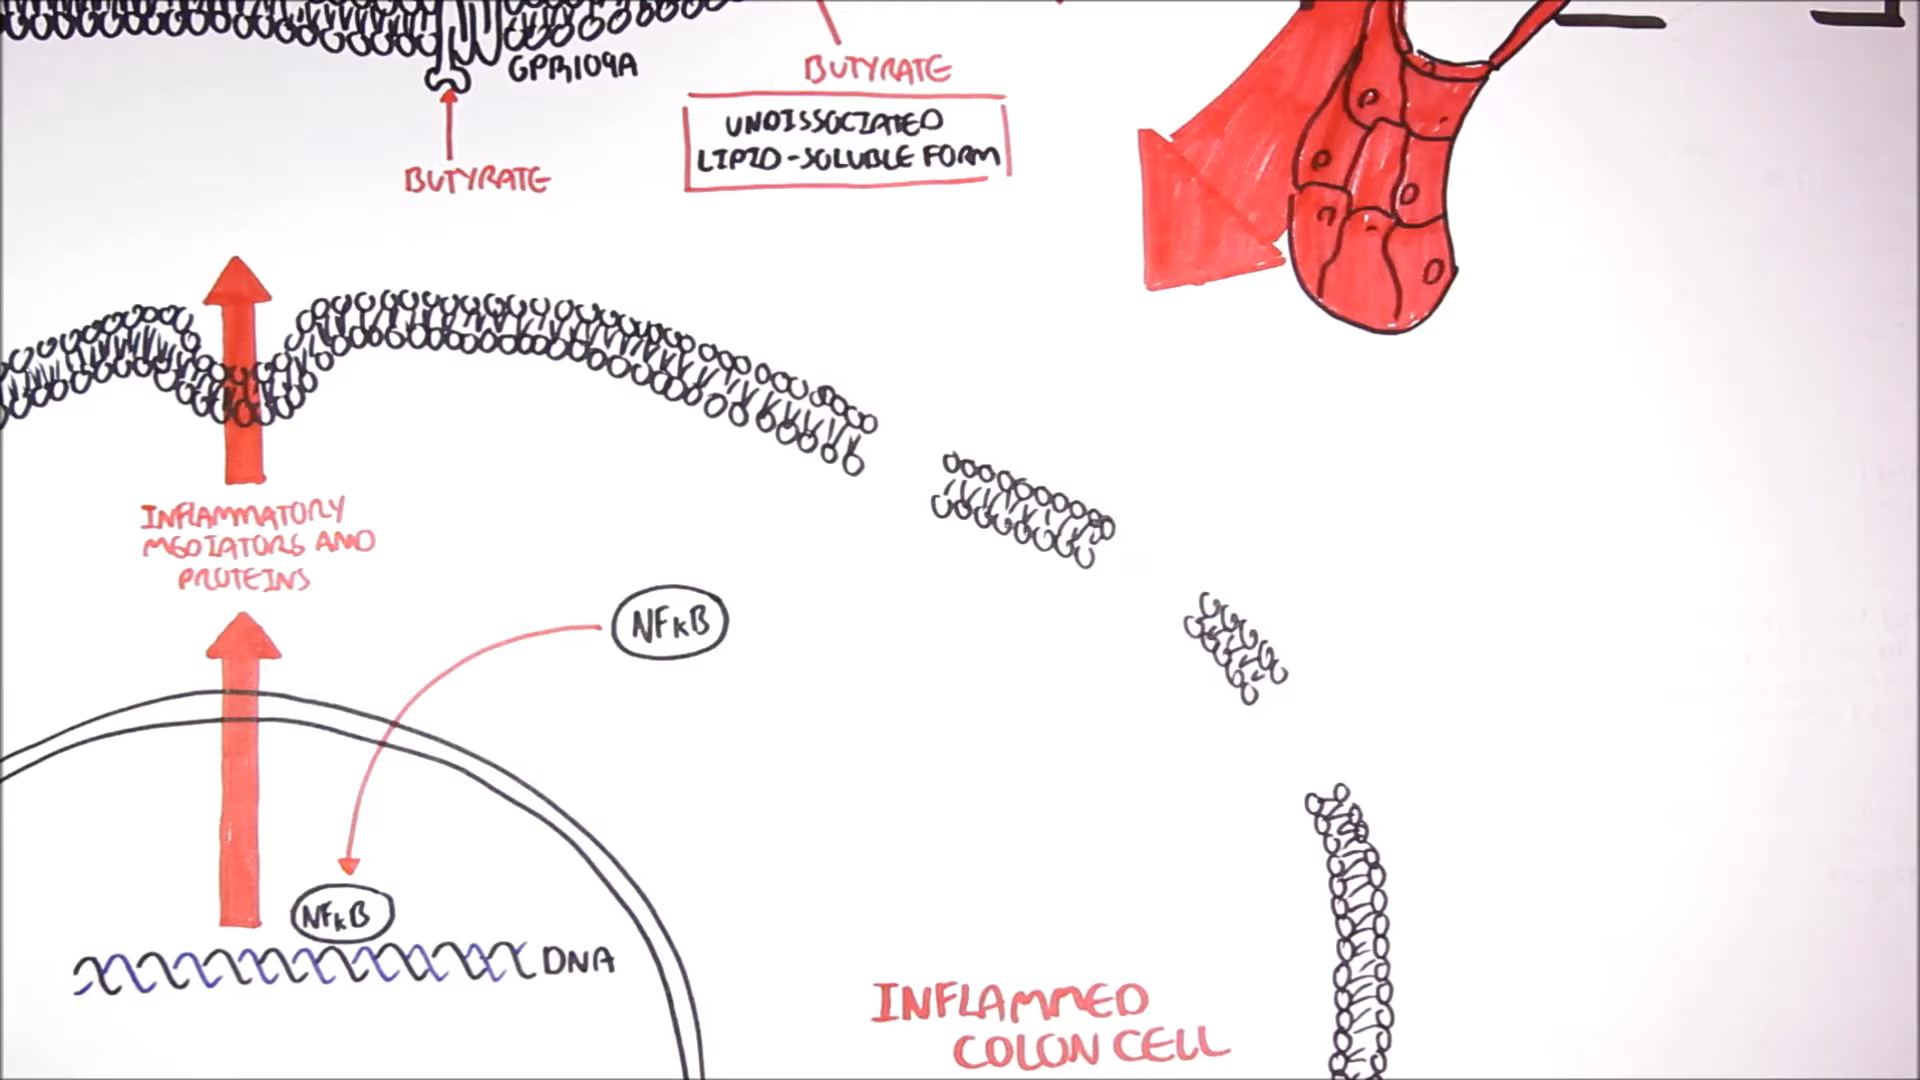 GPR109A
BUTYRATE
UNDISSOCIATED
LIPID-SOLUBLE FORM
BUTYRATE
INFLAMMATORY
MEDIATORS AND
PROTEINS
NFκB
NFκB
DNA
INFLAMMED
COLON CELL